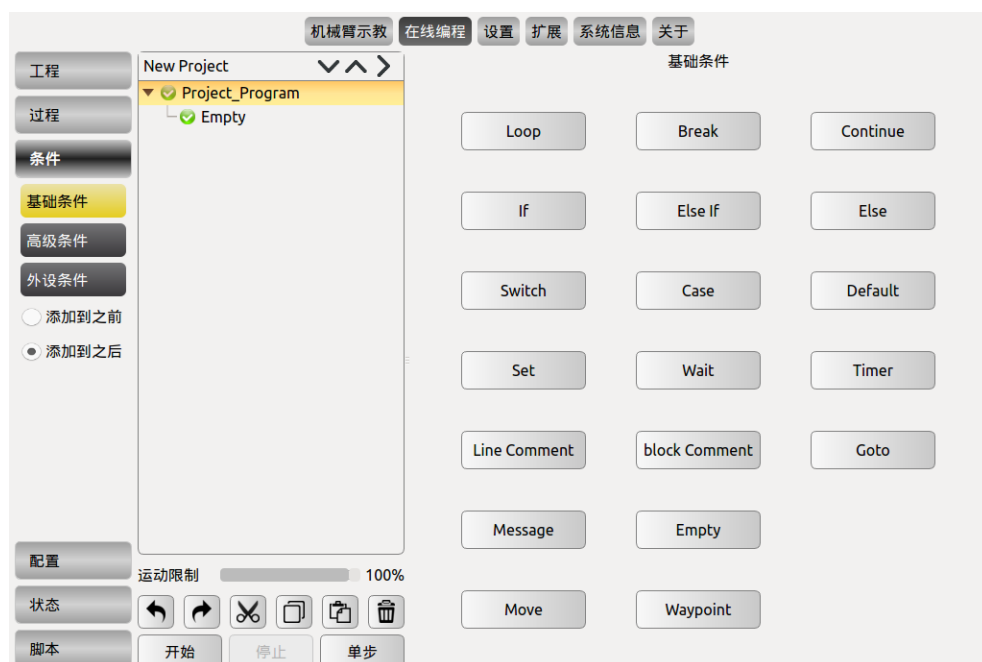 机械臂示教 在线编程 设置 扩展 系统信息 关于
工程
过程
条件
基础条件
高级条件
外设条件
添加到之前
添加到之后
配置
状态
脚本
New Project
Project_Program
Empty
运动限制 100%
开始 停止 单步
基础条件
Loop Break Continue
If Else If Else
Switch Case Default
Set Wait Timer
Line Comment block Comment Goto
Message Empty
Move Waypoint